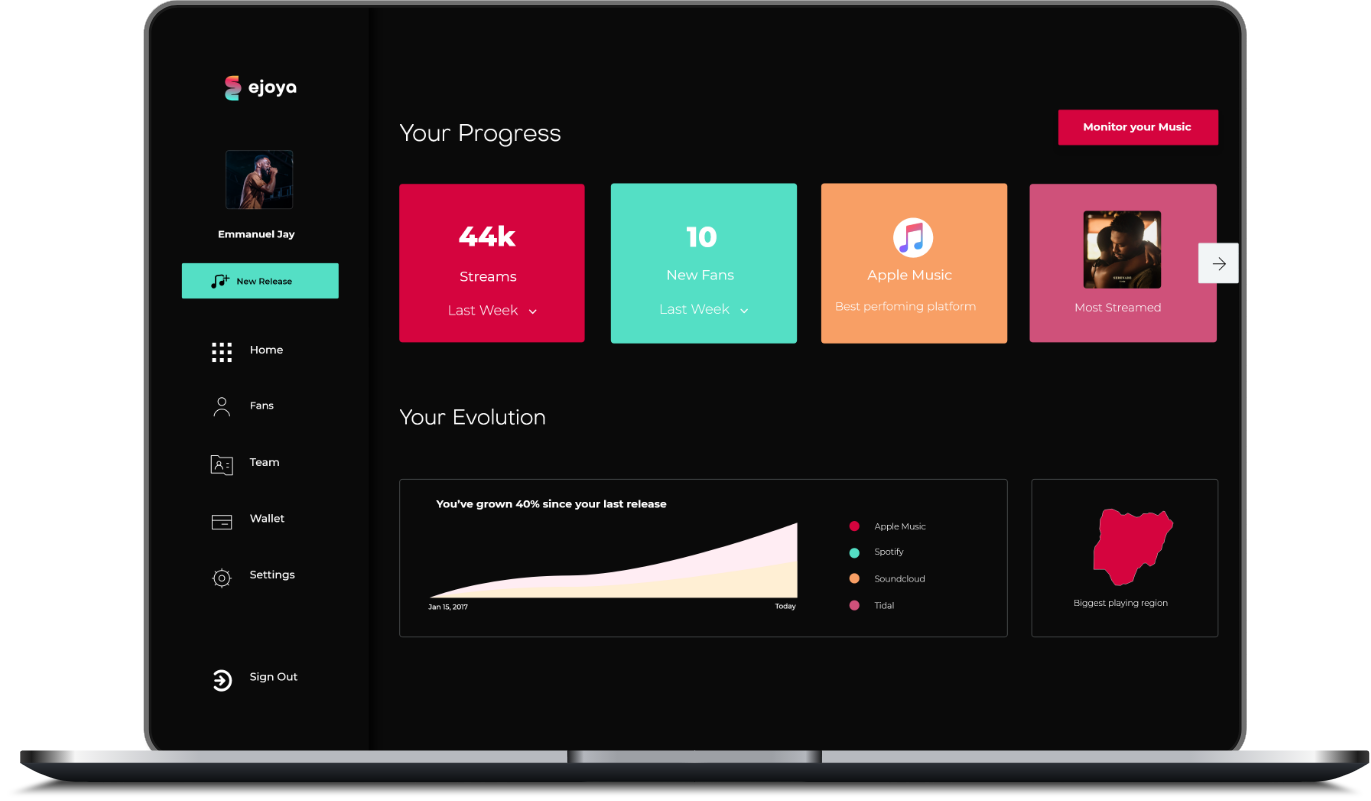 ejoya
Emmanuel Jay
New Release
Home
Fans
Team
Wallet
Settings
Sign Out
Your Progress
Monitor your Music
44k
Streams
Last Week
10
New Fans
Last Week
Apple Music
Best perfoming platform
Most Streamed
Your Evolution
You've grown 40% since your last release
Jan 15, 2017
Today
Apple Music
Spotify
Soundcloud
Tidal
Biggest playing region